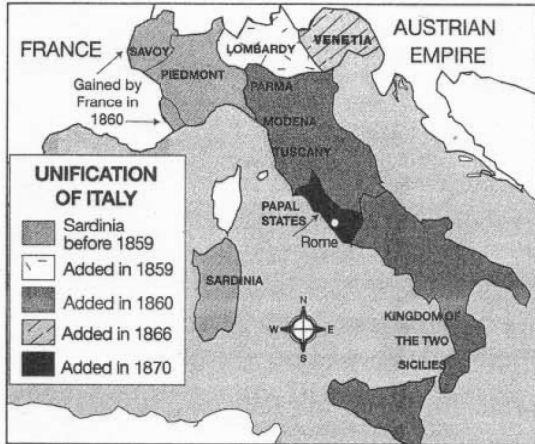 FRANCE
AUSTRIAN
EMPIRE
SAVOY
PIEDMONT
LOMBARDY
VENETIA
Gained by
France in
1860
PARMA
MODENA
TUSCANY
PAPAL
STATES
Rome
SARDINIA
KINGDOM OF
THE TWO
SICILIES
N
W E
S
UNIFICATION
OF ITALY
Sardinia
before 1859
Added in 1859
Added in 1860
Added in 1866
Added in 1870